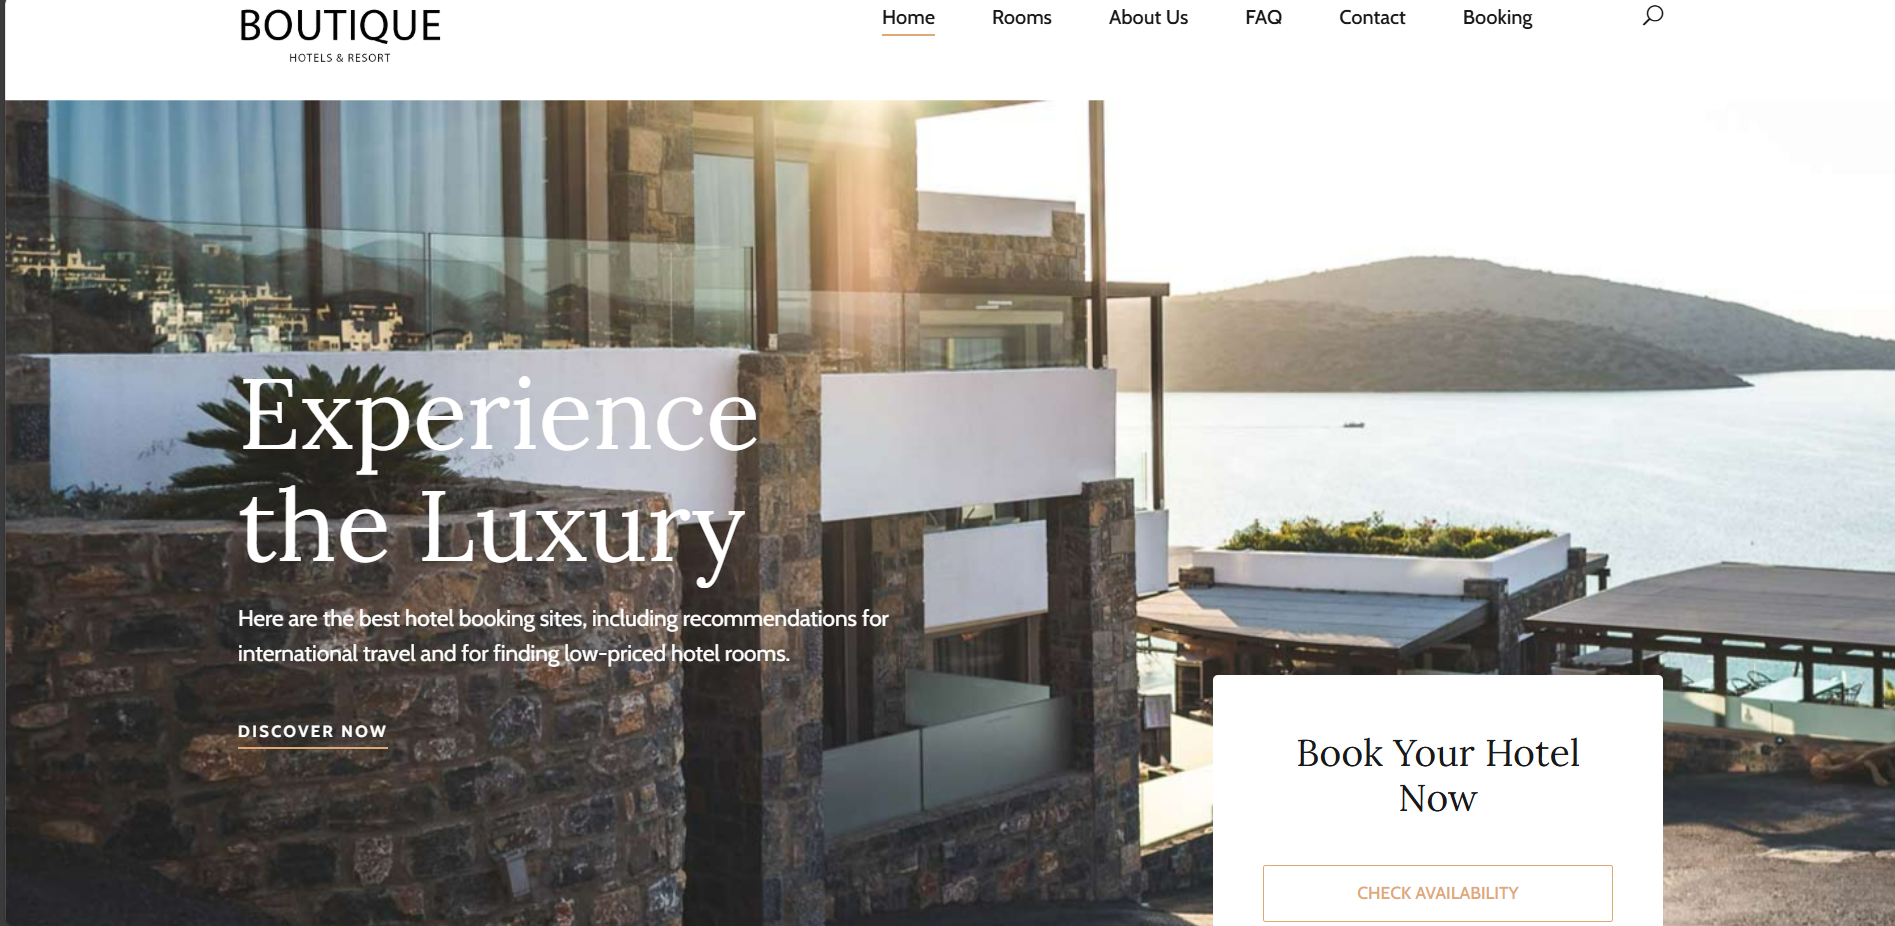 BOUTIQUE
HOTELS & RESORT
Home Rooms About Us FAQ Contact Booking
Experience
the Luxury
Here are the best hotel booking sites, including recommendations for
international travel and for finding low-priced hotel rooms.
DISCOVER NOW
Book Your Hotel
Now
CHECK AVAILABILITY